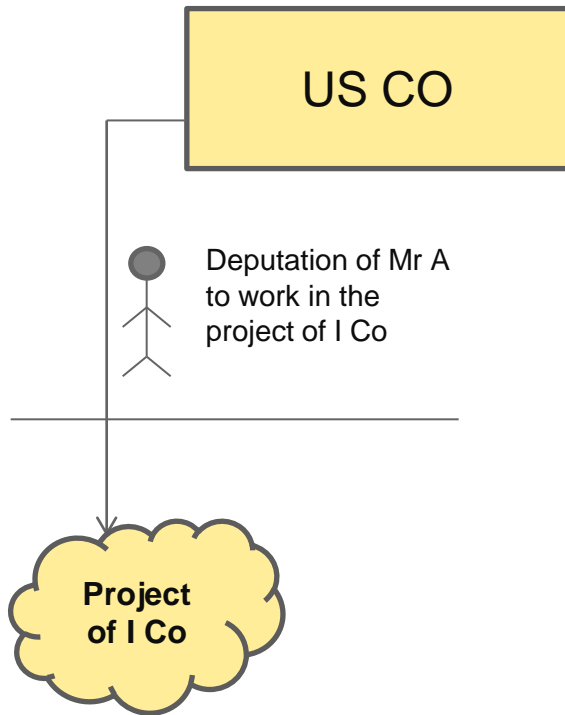 US CO
Deputation of Mr A
to work in the
project of I Co
Project
of I Co